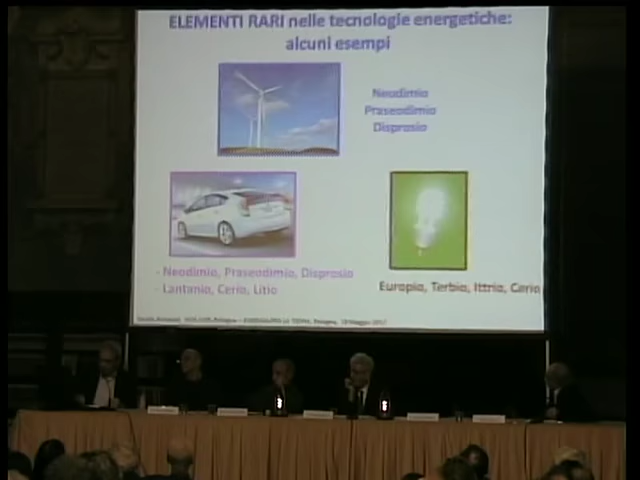 ELEMENTI RARI nelle tecnologie energetiche:
alcuni esempi
Neodimio
Praseodimio
Disprosio
- Neodimio, Praseodimio, Disprosio
- Lantanio, Cerio, Litio
Europio, Terbio, Ittrio, Cerio